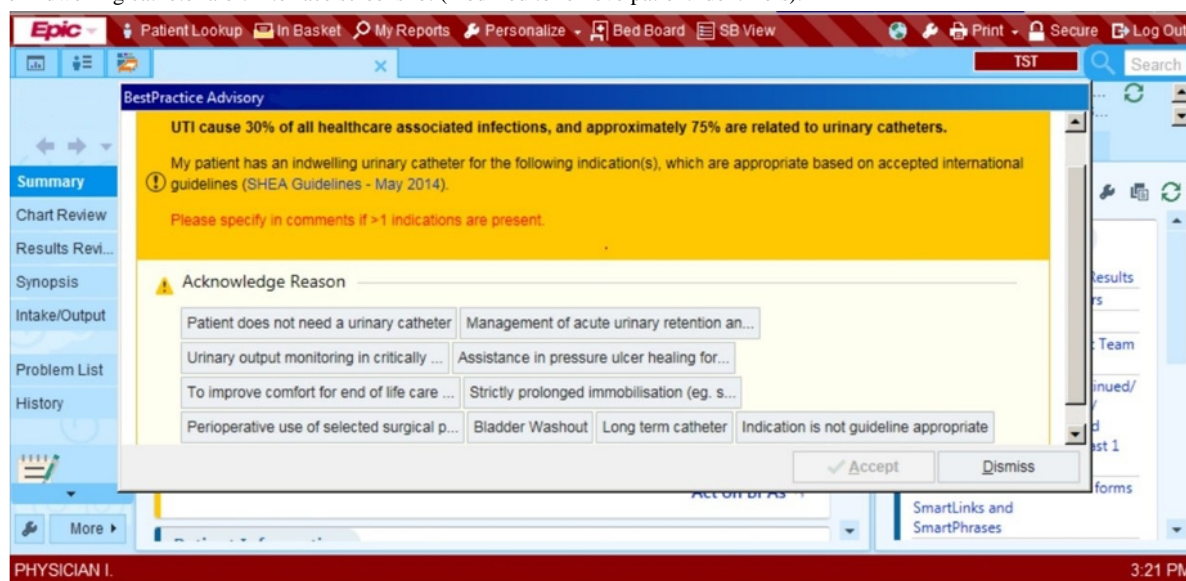 Epic Patient Lookup In Basket My Reports Personalize Bed Board SB View Print Secure Log Out
TST Search
BestPractice Advisory
UTI cause 30% of all healthcare associated infections, and approximately 75% are related to urinary catheters.
My patient has an indwelling urinary catheter for the following indication(s), which are appropriate based on accepted international
guidelines (SHEA Guidelines - May 2014).
Please specify in comments if >1 indications are present.
Acknowledge Reason
Patient does not need a urinary catheter Management of acute urinary retention an...
Urinary output monitoring in critically ... Assistance in pressure ulcer healing for...
To improve comfort for end of life care ... Strictly prolonged immobilisation (eg. s...
Perioperative use of selected surgical p... Bladder Washout Long term catheter Indication is not guideline appropriate
Accept Dismiss
Summary
Chart Review
Results Revi...
Synopsis
Intake/Output
Problem List
History
More
Results
Team
inued/
forms
SmartLinks and
SmartPhrases
PHYSICIAN I. 3:21 PM